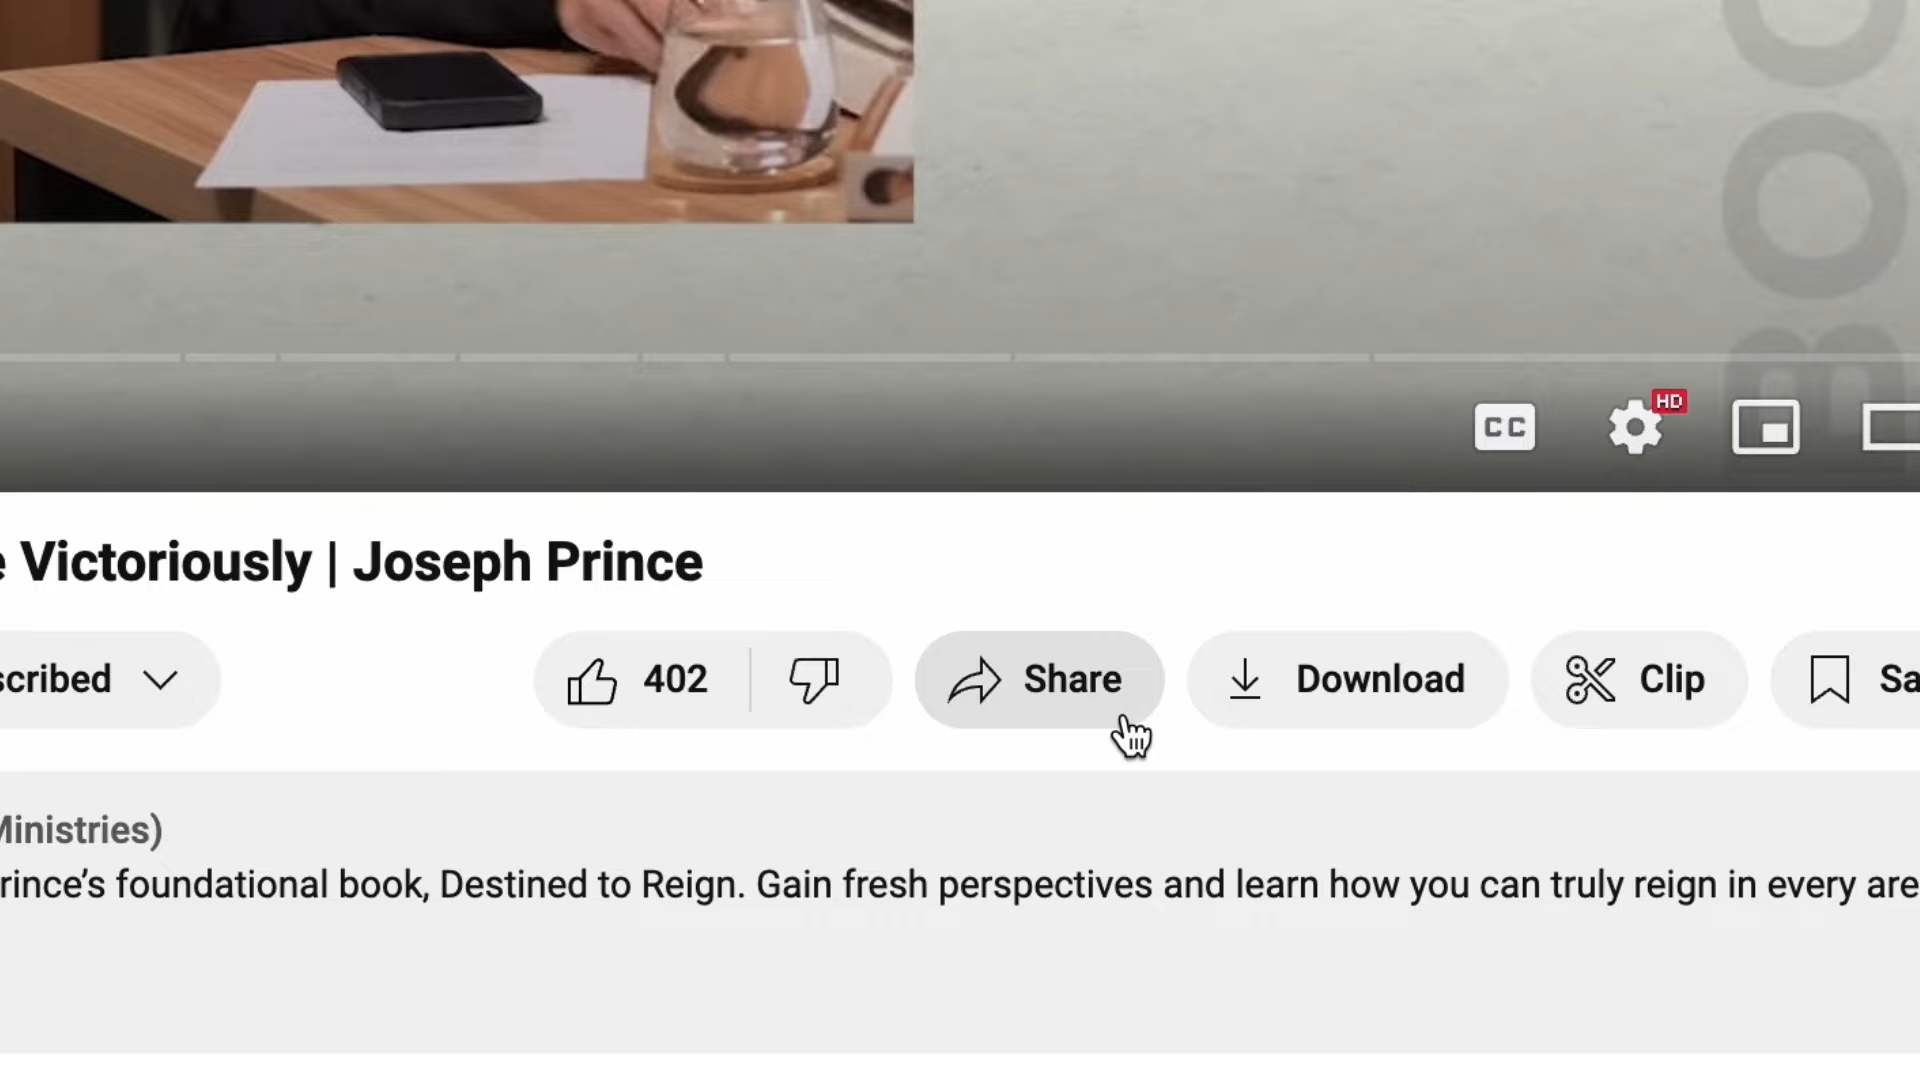 BOO
CC
HD
e Victoriously | Joseph Prince
scribed
402
Share
Download
Clip
Sa
Ministries)
rince's foundational book, Destined to Reign. Gain fresh perspectives and learn how you can truly reign in every are